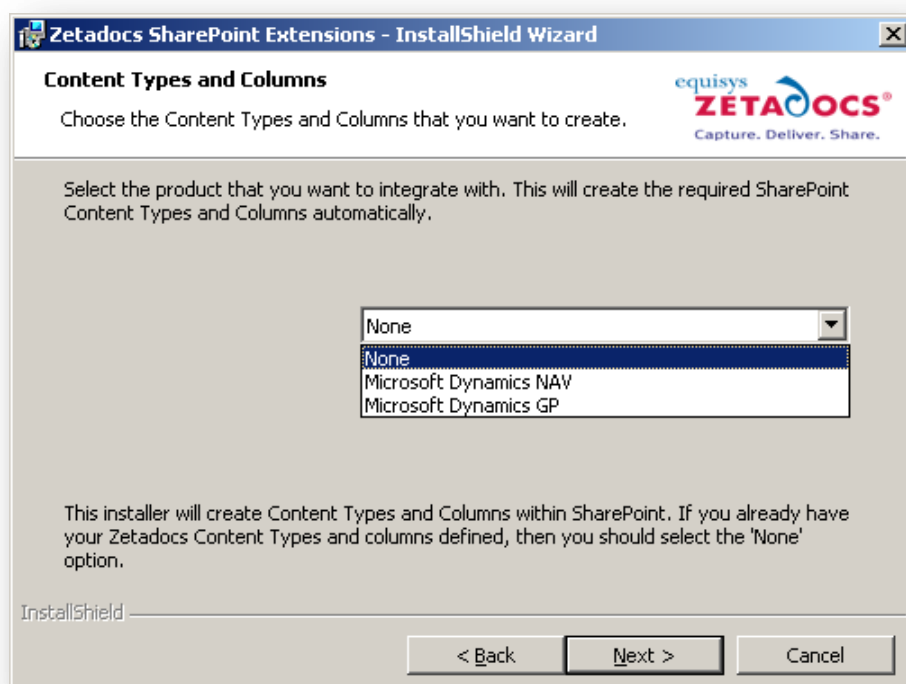 Zetadocs SharePoint Extensions - InstallShield Wizard
Content Types and Columns
Choose the Content Types and Columns that you want to create.
equisys
ZETADOCS®
Capture. Deliver. Share.
Select the product that you want to integrate with. This will create the required SharePoint
Content Types and Columns automatically.
None
None
Microsoft Dynamics NAV
Microsoft Dynamics GP
This installer will create Content Types and Columns within SharePoint. If you already have
your Zetadocs Content Types and columns defined, then you should select the 'None'
option.
InstallShield
< Back
Next >
Cancel